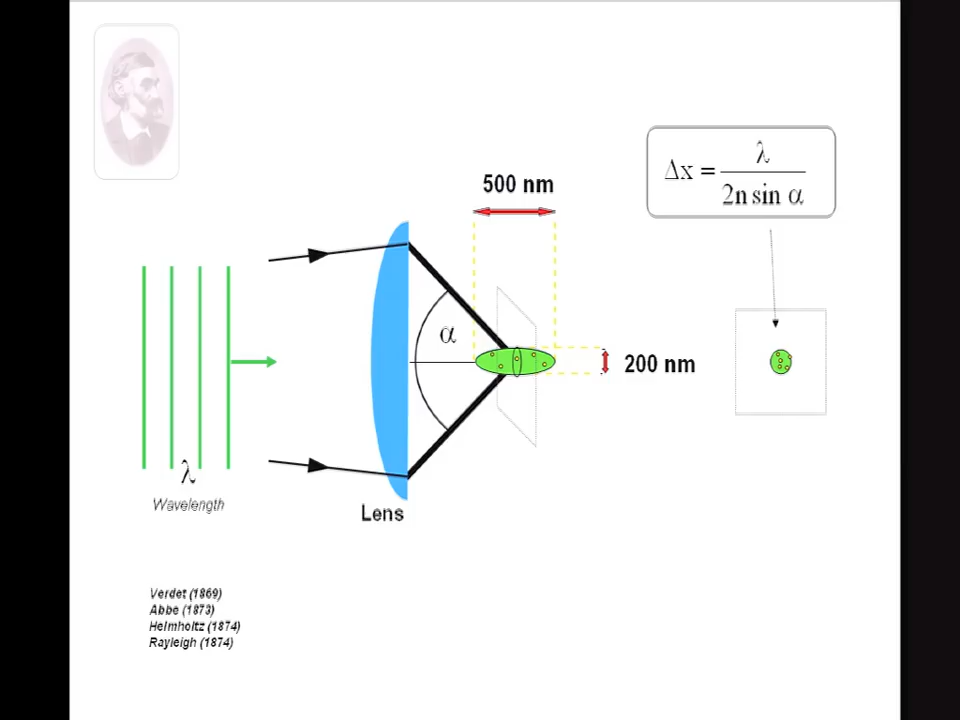 500 nm
Δx = λ / 2n sin α
α
200 nm
λ
Wavelength
Lens
Verdet (1869)
Abbe (1873)
Helmholtz (1874)
Rayleigh (1874)